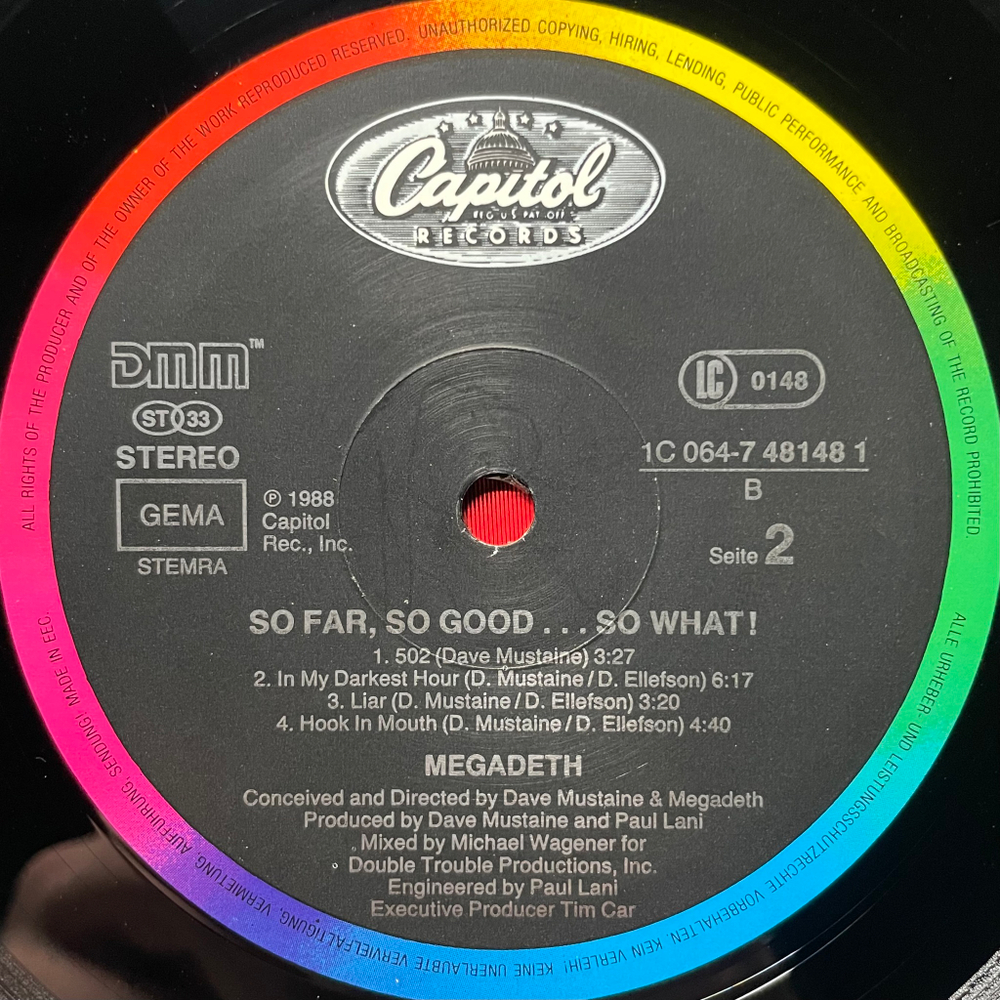 ALL RIGHTS OF THE PRODUCER AND OF THE OWNER OF THE WORK REPRODUCED RESERVED. UNAUTHORIZED COPYING, HIRING, LENDING, PUBLIC PERFORMANCE AND BROADCASTING OF THE RECORD PROHIBITED.
Capitol
REG. U.S. PAT. OFF.
RECORDS
DMM™
ST 33
STEREO
GEMA
STEMRA
℗ 1988
Capitol
Rec., Inc.
LC 0148
1C 064-7 48148 1
B
Seite 2
SO FAR, SO GOOD . . . SO WHAT!
1. 502 (Dave Mustaine) 3:27
2. In My Darkest Hour (D. Mustaine / D. Ellefson) 6:17
3. Liar (D. Mustaine / D. Ellefson) 3:20
4. Hook In Mouth (D. Mustaine / D. Ellefson) 4:40
MEGADETH
Conceived and Directed by Dave Mustaine & Megadeth
Produced by Dave Mustaine and Paul Lani
Mixed by Michael Wagener for
Double Trouble Productions, Inc.
Engineered by Paul Lani
Executive Producer Tim Car
ALLE URHEBER- UND LEISTUNGSSCHUTZRECHTE VORBEHALTEN. KEIN VERLEIH! KEINE UNERLAUBTE VERVIELFÄLTIGUNG, VERMIETUNG, AUFFÜHRUNG, SENDUNG! MADE IN EEC.